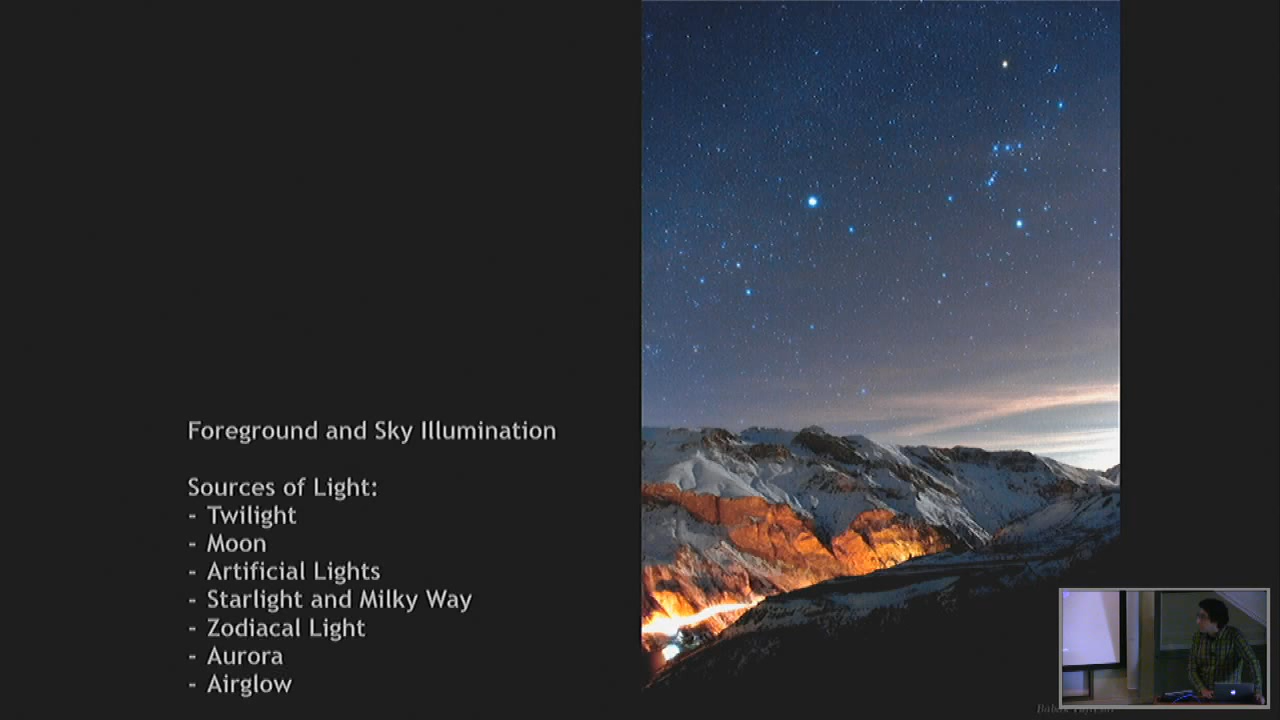 Foreground and Sky Illumination
Sources of Light:
- Twilight
- Moon
- Artificial Lights
- Starlight and Milky Way
- Zodiacal Light
- Aurora
- Airglow